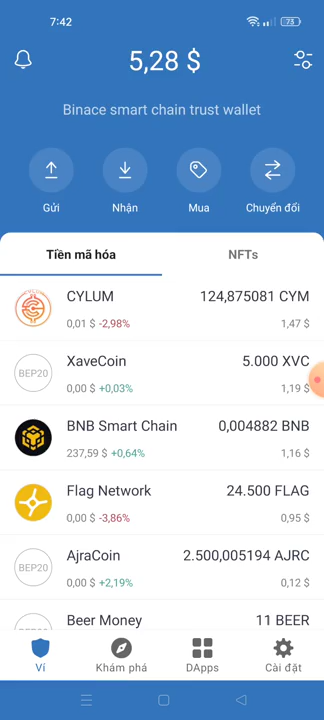 7:42
73
5,28 $
Binace smart chain trust wallet
Gửi
Nhận
Mua
Chuyển đổi
Tiền mã hóa
NFTs
CYLUM
124,875081 CYM
0,01 $ -2,98%
1,47 $
BEP20
XaveCoin
5.000 XVC
0,00 $ +0,03%
1,19 $
BNB Smart Chain
0,004882 BNB
237,59 $ +0,64%
1,16 $
Flag Network
24.500 FLAG
0,00 $ -3,86%
0,95 $
BEP20
AjraCoin
2.500,005194 AJRC
0,00 $ +2,19%
0,12 $
BEP20
Beer Money
11 BEER
Ví
Khám phá
DApps
Cài đặt